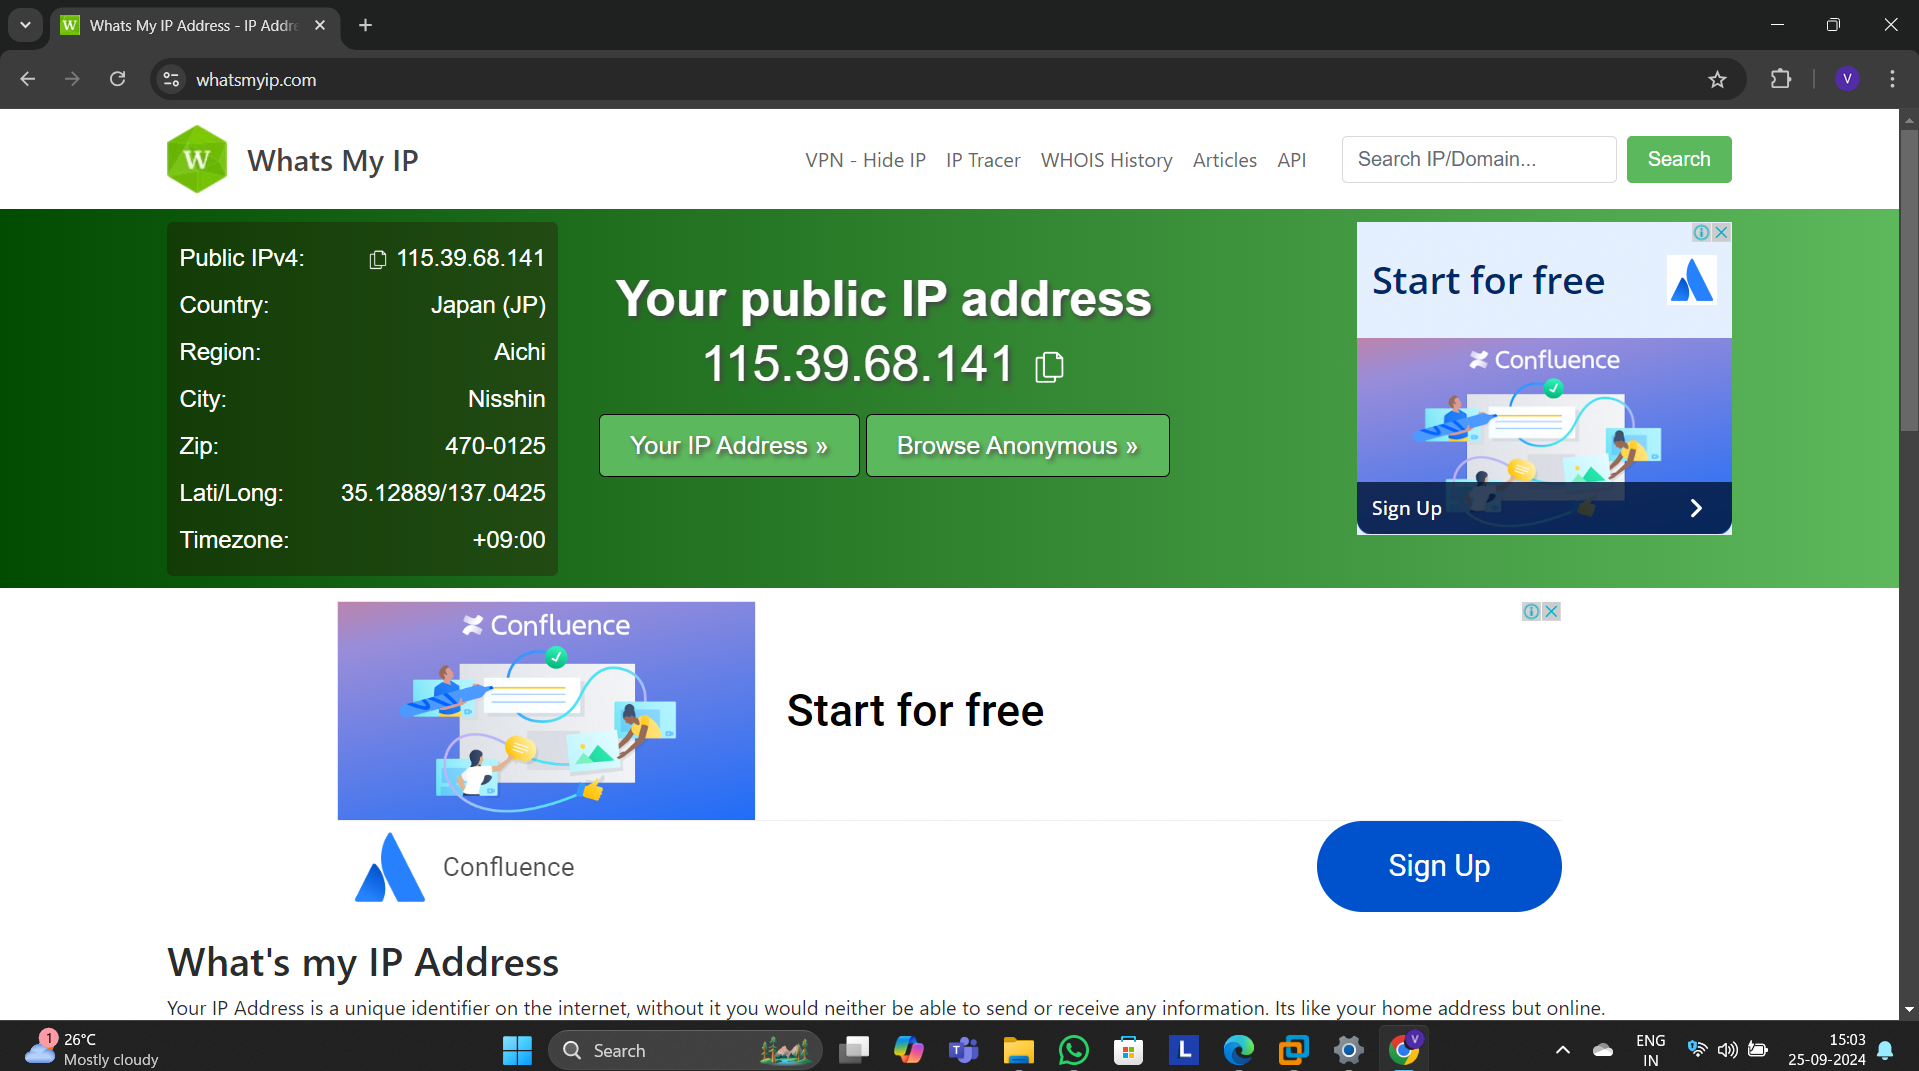 Whats My IP Address - IP Addre
whatsmyip.com
V
W
Whats My IP
VPN - Hide IP
IP Tracer
WHOIS History
Articles
API
Search IP/Domain...
Search
Public IPv4: 115.39.68.141
Country: Japan (JP)
Region: Aichi
City: Nisshin
Zip: 470-0125
Lati/Long: 35.12889/137.0425
Timezone: +09:00
Your public IP address
115.39.68.141
Your IP Address »
Browse Anonymous »
Start for free
Confluence
Sign Up
Confluence
Start for free
Confluence
Sign Up
What's my IP Address
Your IP Address is a unique identifier on the internet, without it you would neither be able to send or receive any information. Its like your home address but online.
1
26°C
Mostly cloudy
Search
T
L
V
ENG
IN
15:03
25-09-2024